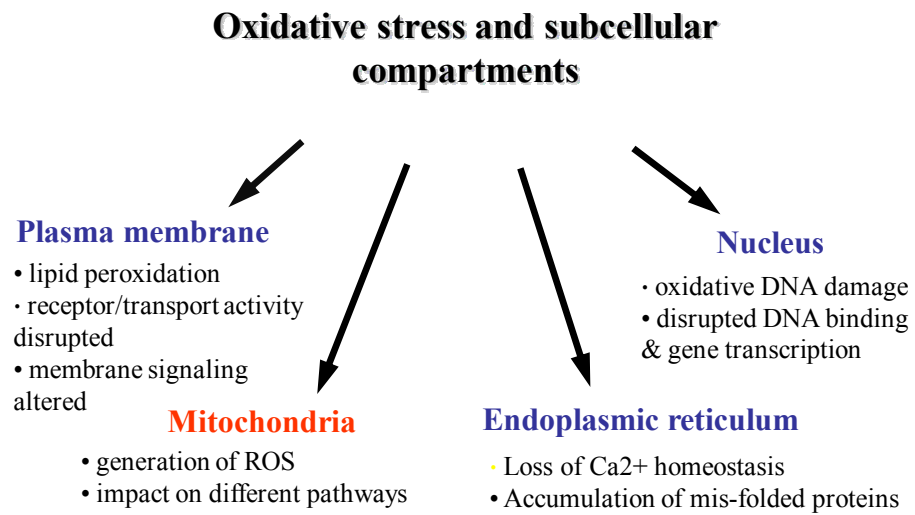 Oxidative stress and subcellular
compartments
Plasma membrane
• lipid peroxidation
· receptor/transport activity
disrupted
• membrane signaling
altered
Mitochondria
• generation of ROS
• impact on different pathways
Endoplasmic reticulum
· Loss of Ca2+ homeostasis
• Accumulation of mis-folded proteins
Nucleus
· oxidative DNA damage
• disrupted DNA binding
& gene transcription